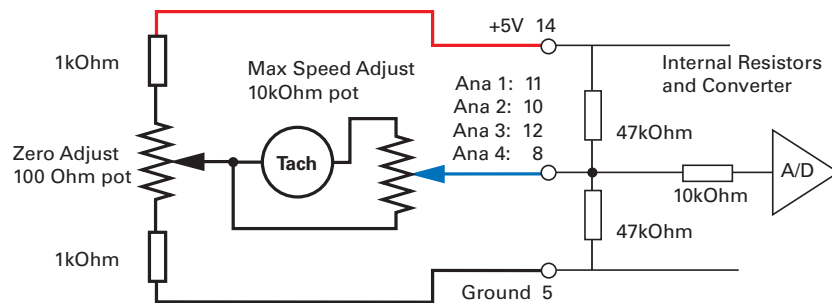 +5V 14
1kOhm
Max Speed Adjust
10kOhm pot
Internal Resistors
and Converter
Ana 1: 11
Ana 2: 10
Ana 3: 12
Ana 4: 8
47kOhm
Zero Adjust
100 Ohm pot
Tach
A/D
10kOhm
47kOhm
1kOhm
Ground 5